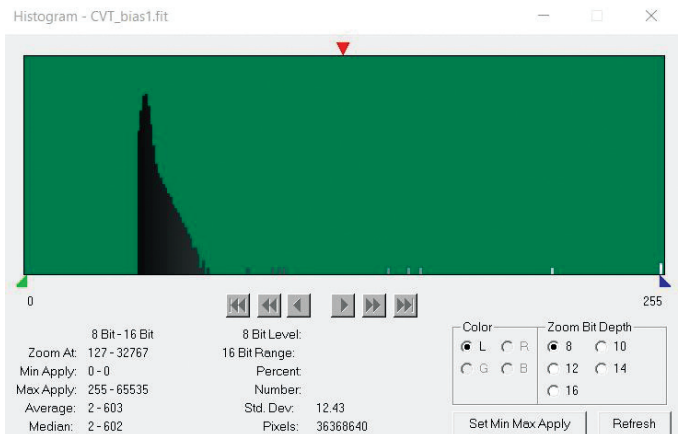 Histogram - CVT_bias1.fit
0
255
8 Bit - 16 Bit
Zoom At: 127 - 32767
Min Apply: 0 - 0
Max Apply: 255 - 65535
Average: 2 - 603
Median: 2 - 602
8 Bit Level:
16 Bit Range:
Percent:
Number:
Std. Dev: 12.43
Pixels: 36368640
Color
L R
G B
Zoom Bit Depth
8 10
12 14
16
Set Min Max Apply
Refresh